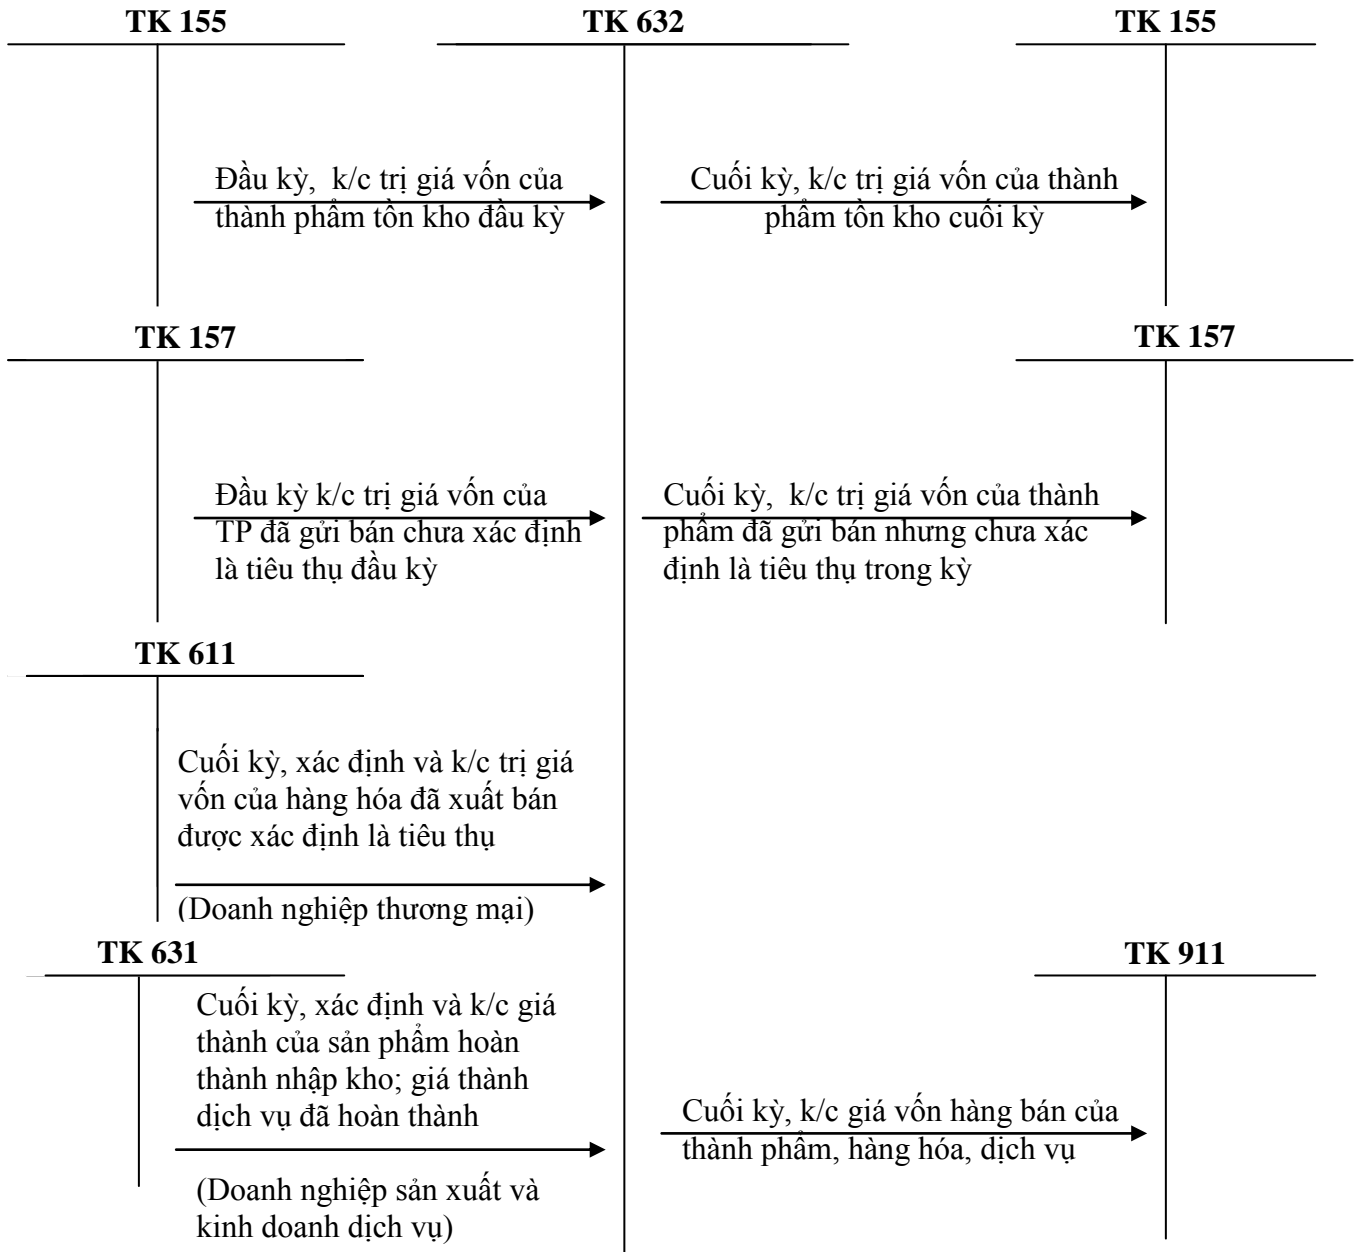 TK 155
TK 632
TK 155
Đầu kỳ, k/c trị giá vốn của
thành phẩm tồn kho đầu kỳ
Cuối kỳ, k/c trị giá vốn của thành
phẩm tồn kho cuối kỳ
TK 157
TK 157
Đầu kỳ k/c trị giá vốn của
TP đã gửi bán chưa xác định
là tiêu thụ đầu kỳ
Cuối kỳ, k/c trị giá vốn của thành
phẩm đã gửi bán nhưng chưa xác
định là tiêu thụ trong kỳ
TK 611
Cuối kỳ, xác định và k/c trị giá
vốn của hàng hóa đã xuất bán
được xác định là tiêu thụ
(Doanh nghiệp thương mại)
TK 631
TK 911
Cuối kỳ, xác định và k/c giá
thành của sản phẩm hoàn
thành nhập kho; giá thành
dịch vụ đã hoàn thành
(Doanh nghiệp sản xuất và
kinh doanh dịch vụ)
Cuối kỳ, k/c giá vốn hàng bán của
thành phẩm, hàng hóa, dịch vụ